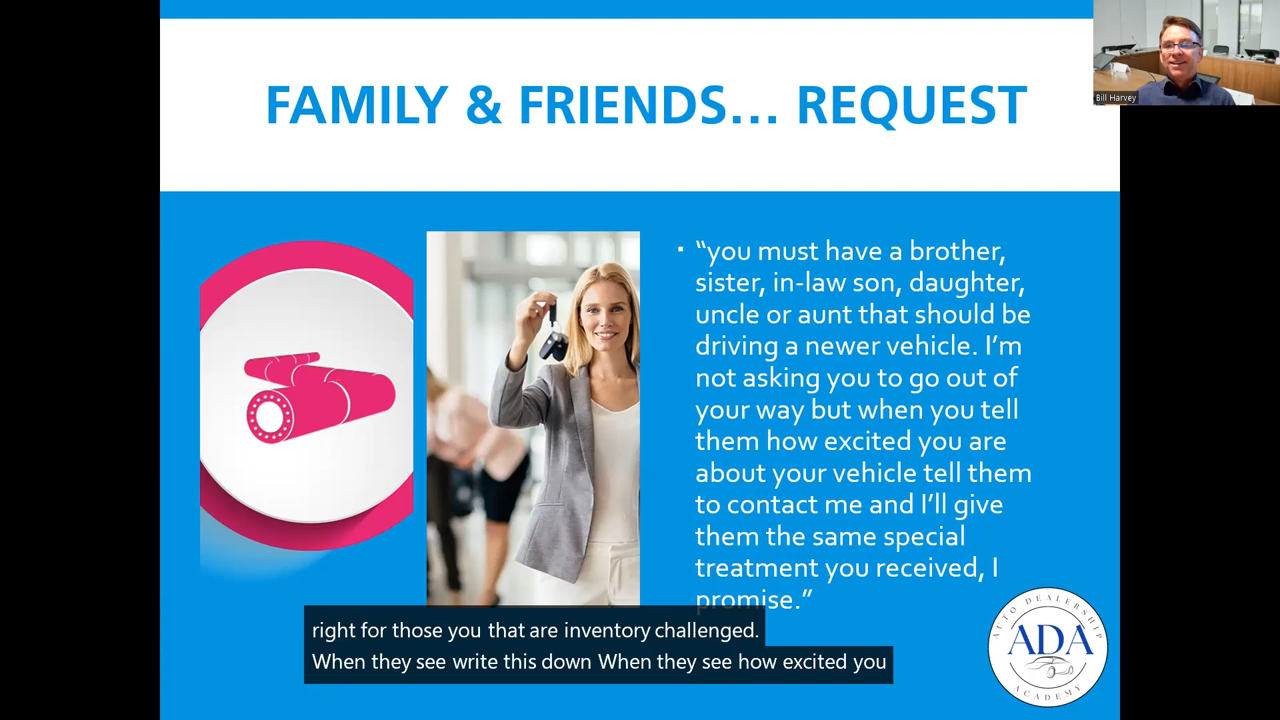 FAMILY & FRIENDS... REQUEST
Bill Harvey
▪ “you must have a brother,
sister, in-law son, daughter,
uncle or aunt that should be
driving a newer vehicle. I’m
not asking you to go out of
your way but when you tell
them how excited you are
about your vehicle tell them
to contact me and I’ll give
them the same special
treatment you received, I
promise.”
right for those you that are inventory challenged.
When they see write this down When they see how excited you
AUTO DEALERSHIP
ADA
ACADEMY